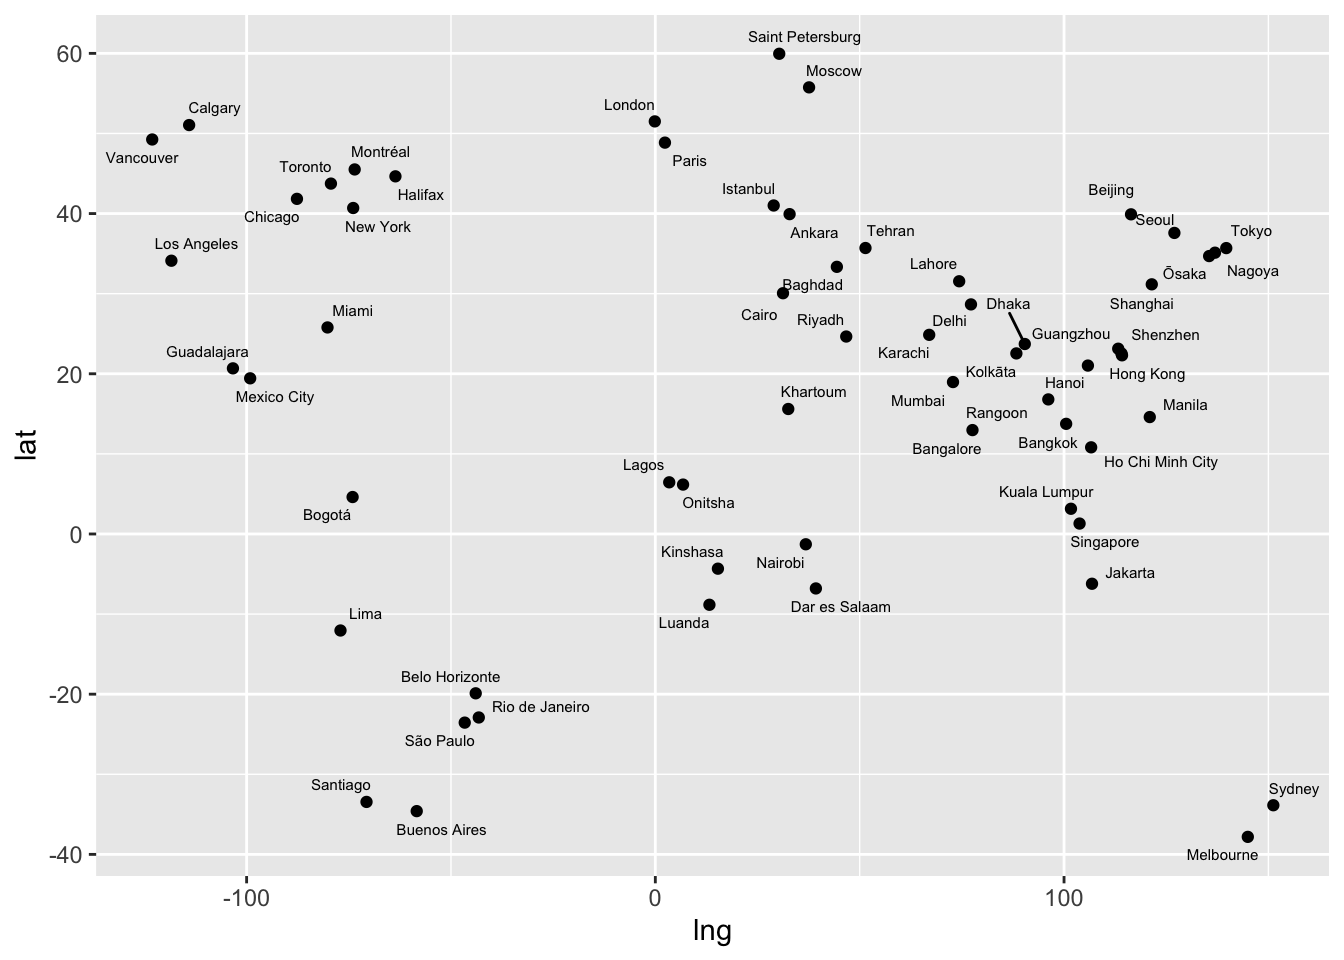 Saint Petersburg
60
Moscow
London
Calgary
Montréal
Vancouver
Paris
Toronto
Istanbul
Beijing
Halifax
Chicago
40
Seoul
New York
Ankara
Tehran
Tokyo
Los Angeles
Lahore
Nagoya
Ōsaka
Baghdad
Dhaka
Shanghai
Miami
Cairo
Riyadh
Delhi
Guangzhou
Shenzhen
Guadalajara
Karachi
20
Kolkāta
Hong Kong
Hanoi
Khartoum
Mexico City
Mumbai
Manila
Rangoon
lat
Bangkok
Bangalore
Ho Chi Minh City
Lagos
Kuala Lumpur
Onitsha
Bogotá
0
Singapore
Kinshasa
Nairobi
Jakarta
Dar es Salaam
Lima
Luanda
Belo Horizonte
-20
Rio de Janeiro
São Paulo
Santiago
Sydney
Buenos Aires
-40
Melbourne
-100 0 100
lng